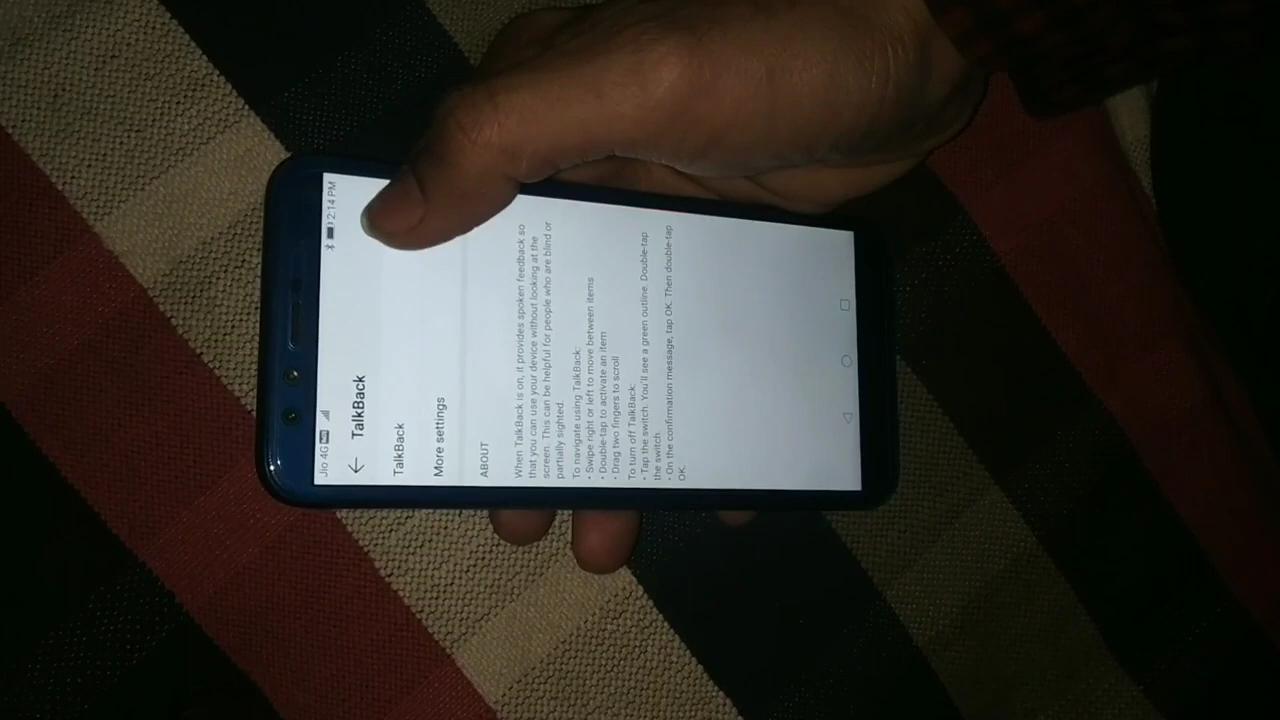 Jio 4G 2:14 PM
TalkBack
TalkBack
More settings
ABOUT
When TalkBack is on, it provides spoken feedback so
that you can use your device without looking at the
screen. This can be helpful for people who are blind or
partially sighted.
To navigate using TalkBack:
• Swipe right or left to move between items
• Double-tap to activate an item
• Drag two fingers to scroll
To turn off TalkBack:
• Tap the switch. You'll see a green outline. Double-tap
the switch.
• On the confirmation message, tap OK. Then double-tap
OK.